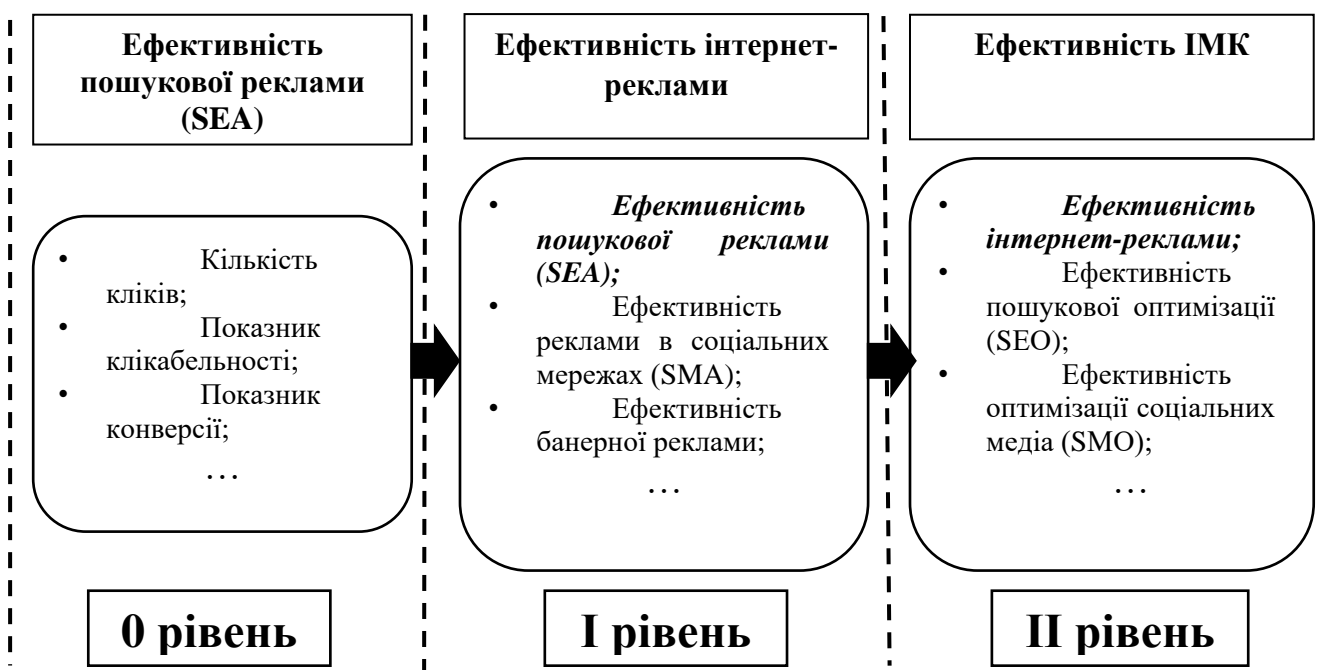 Ефективність
пошукової реклами
(SEA)
• Кількість
кліків;
• Показник
клікабельності;
• Показник
конверсії;
…
0 рівень
Ефективність інтернет-
реклами
• Ефективність
пошукової реклами
(SEA);
• Ефективність
реклами в соціальних
мережах (SMA);
• Ефективність
банерної реклами;
…
I рівень
Ефективність ІМК
• Ефективність
інтернет-реклами;
• Ефективність
пошукової оптимізації
(SEO);
• Ефективність
оптимізації соціальних
медіа (SMO);
…
II рівень